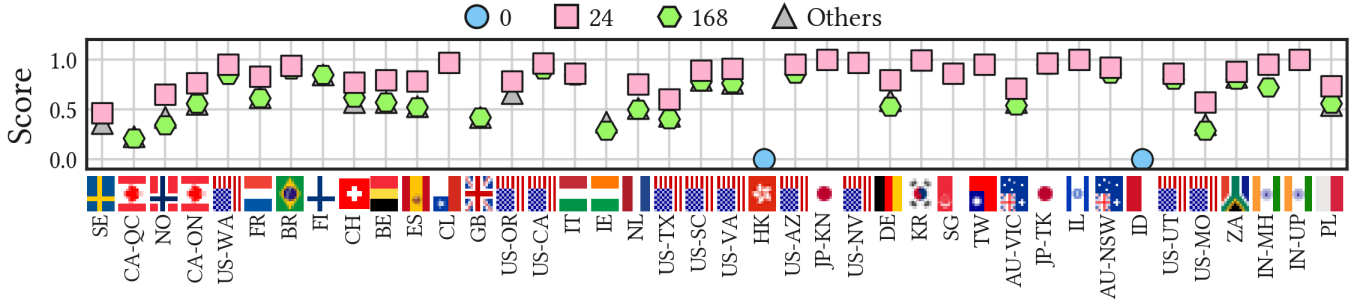 0 24 168 Others
Score
1.0
0.5
0.0
SE CA-QC NO CA-ON US-WA FR BR FI CH BE ES CL GB US-OR US-CA IT IE NL US-TX US-SC US-VA HK US-AZ JP-KN US-NV DE KR SG TW AU-VIC JP-TK IL AU-NSW ID US-UT US-MO ZA IN-MH IN-UP PL